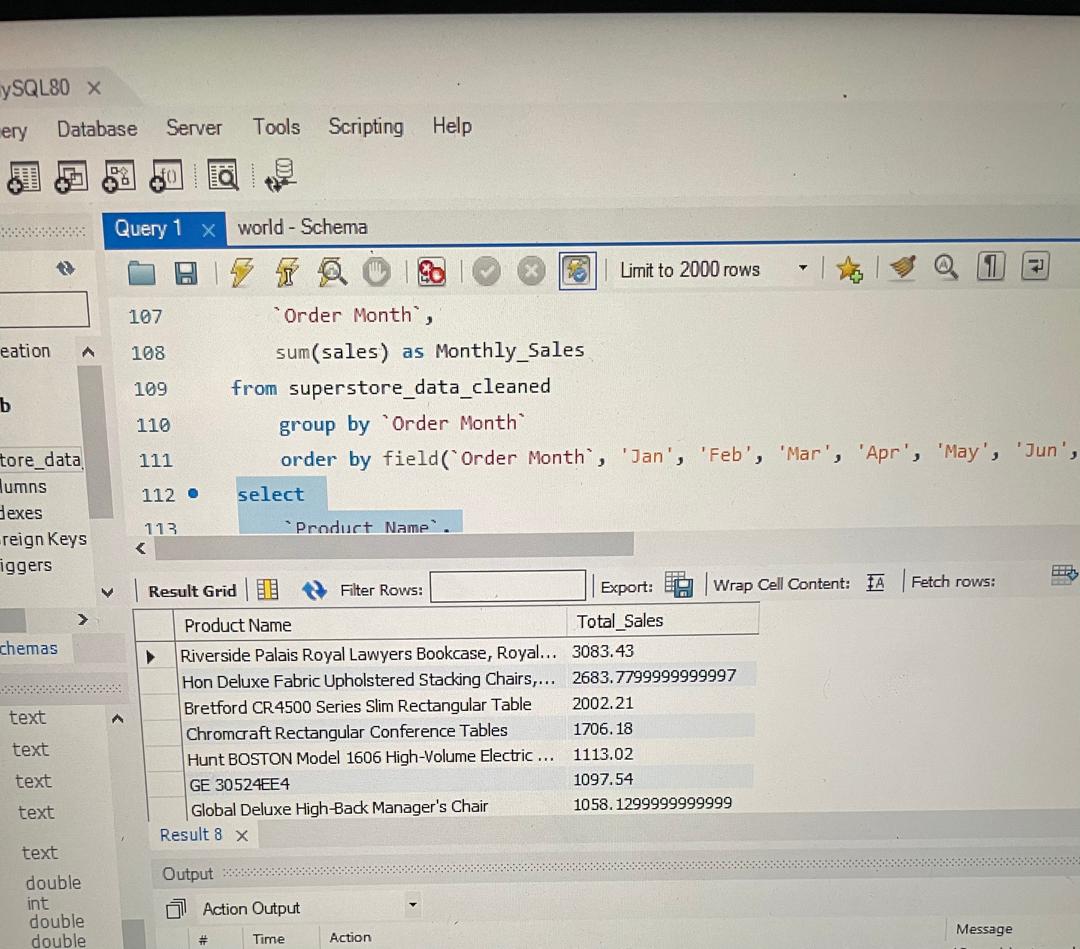 ySQL80
ery Database Server Tools Scripting Help
Query 1 world - Schema
Limit to 2000 rows
107 `Order Month`,
108 sum(sales) as Monthly_Sales
109 from superstore_data_cleaned
110 group by `Order Month`
111 order by field(`Order Month`, 'Jan', 'Feb', 'Mar', 'Apr', 'May', 'Jun',
112 select
113 `Product Name`,
eation
b
tore_data
lumns
dexes
reign Keys
iggers
chemas
text
text
text
text
text
double
int
double
double
Result Grid Filter Rows: Export: Wrap Cell Content: Fetch rows:
Product Name Total_Sales
Riverside Palais Royal Lawyers Bookcase, Royal... 3083.43
Hon Deluxe Fabric Upholstered Stacking Chairs,... 2683.7799999999997
Bretford CR4500 Series Slim Rectangular Table 2002.21
Chromcraft Rectangular Conference Tables 1706.18
Hunt BOSTON Model 1606 High-Volume Electric ... 1113.02
GE 30524EE4 1097.54
Global Deluxe High-Back Manager's Chair 1058.1299999999999
Result 8
Output
Action Output
# Time Action Message